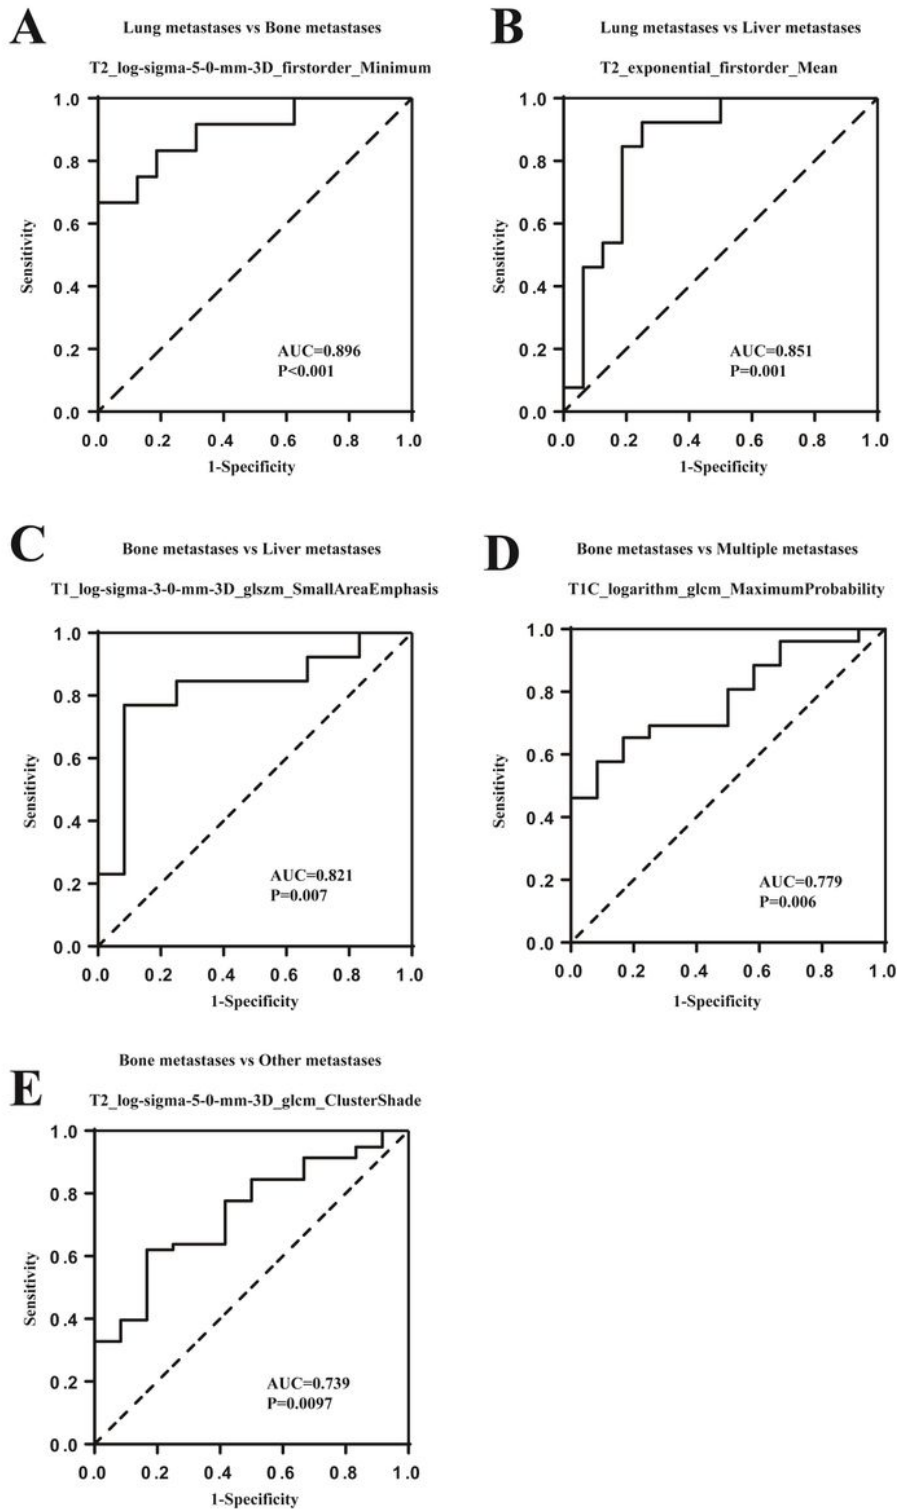 A
Lung metastases vs Bone metastases
T2_log-sigma-5-0-mm-3D_firstorder_Minimum
1.0
0.8
0.6
0.4
0.2
0.0
Sensitivity
AUC=0.896
P<0.001
0.0 0.2 0.4 0.6 0.8 1.0
1-Specificity
B
Lung metastases vs Liver metastases
T2_exponential_firstorder_Mean
1.0
0.8
0.6
0.4
0.2
0.0
Sensitivity
AUC=0.851
P=0.001
0.0 0.2 0.4 0.6 0.8 1.0
1-Specificity
C
Bone metastases vs Liver metastases
T1_log-sigma-3-0-mm-3D_glszm_SmallAreaEmphasis
1.0
0.8
0.6
0.4
0.2
0.0
Sensitivity
AUC=0.821
P=0.007
0.0 0.2 0.4 0.6 0.8 1.0
1-Specificity
D
Bone metastases vs Multiple metastases
T1C_logarithm_glcm_MaximumProbability
1.0
0.8
0.6
0.4
0.2
0.0
Sensitivity
AUC=0.779
P=0.006
0.0 0.2 0.4 0.6 0.8 1.0
1-Specificity
E
Bone metastases vs Other metastases
T2_log-sigma-5-0-mm-3D_glcm_ClusterShade
1.0
0.8
0.6
0.4
0.2
0.0
Sensitivity
AUC=0.739
P=0.0097
0.0 0.2 0.4 0.6 0.8 1.0
1-Specificity